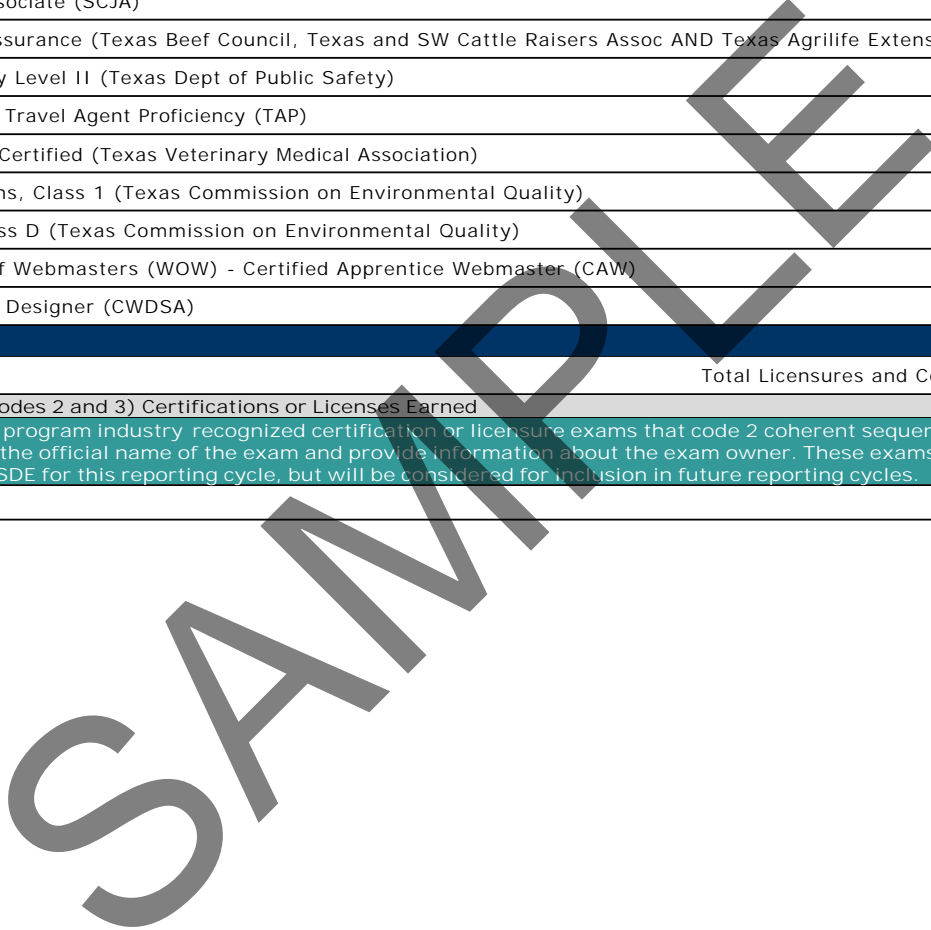 sociate (SCJA)
ssurance (Texas Beef Council, Texas and SW Cattle Raisers Assoc AND Texas Agrilife Extens
y Level II (Texas Dept of Public Safety)
Travel Agent Proficiency (TAP)
Certified (Texas Veterinary Medical Association)
ns, Class 1 (Texas Commission on Environmental Quality)
ss D (Texas Commission on Environmental Quality)
f Webmasters (WOW) - Certified Apprentice Webmaster (CAW)
Designer (CWDSA)
Total Licensures and Ce
odes 2 and 3) Certifications or Licenses Earned
program industry recognized certification or licensure exams that code 2 coherent sequen
the official name of the exam and provide information about the exam owner. These exams
SDE for this reporting cycle, but will be considered for inclusion in future reporting cycles.
SAMPLE